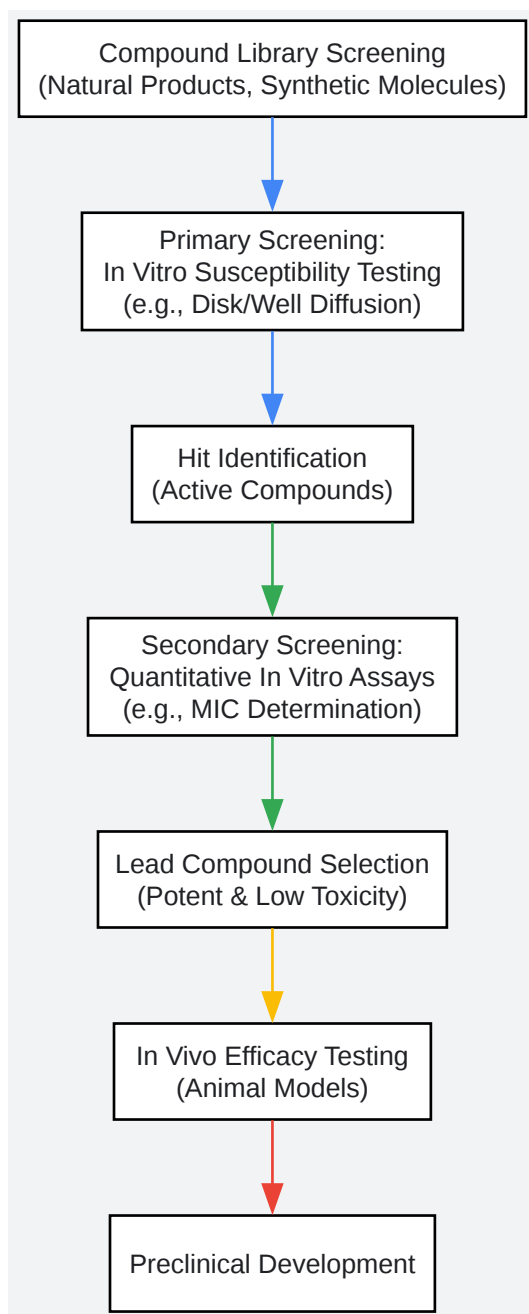 Compound Library Screening
(Natural Products, Synthetic Molecules)
Primary Screening:
In Vitro Susceptibility Testing
(e.g., Disk/Well Diffusion)
Hit Identification
(Active Compounds)
Secondary Screening:
Quantitative In Vitro Assays
(e.g., MIC Determination)
Lead Compound Selection
(Potent & Low Toxicity)
In Vivo Efficacy Testing
(Animal Models)
Preclinical Development